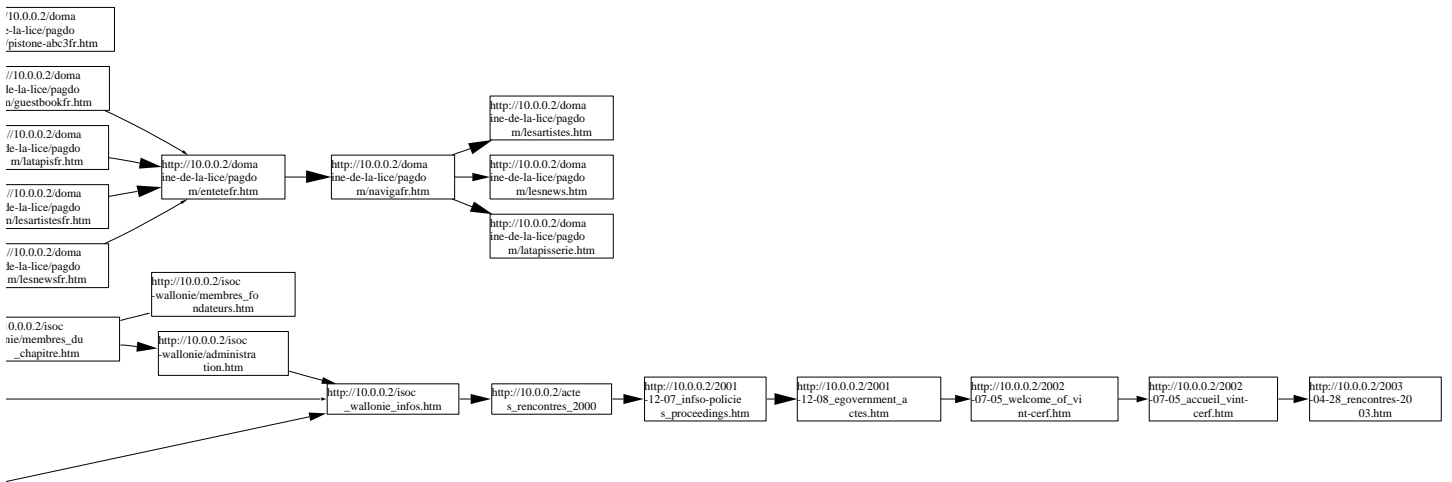 //10.0.0.2/doma
e-la-lice/pagdo
/pistone-abc3fr.htm
//10.0.0.2/doma
de-la-lice/pagdo
n/guestbookfr.htm
//10.0.0.2/doma
de-la-lice/pagdo
m/latapisfr.htm
//10.0.0.2/doma
de-la-lice/pagdo
n/lesartistesfr.htm
//10.0.0.2/doma
de-la-lice/pagdo
m/lesnewsfr.htm
http://10.0.0.2/doma
ine-de-la-lice/pagdo
m/entetefr.htm
http://10.0.0.2/doma
ine-de-la-lice/pagdo
m/navigafr.htm
http://10.0.0.2/doma
ine-de-la-lice/pagdo
m/lesartistes.htm
http://10.0.0.2/doma
ine-de-la-lice/pagdo
m/lesnews.htm
http://10.0.0.2/doma
ine-de-la-lice/pagdo
m/latapisserie.htm
http://10.0.0.2/isoc
-wallonie/membres_fo
ndateurs.htm
0.0.0.2/isoc
nie/membres_du
_chapitre.htm
http://10.0.0.2/isoc
-wallonie/administra
tion.htm
http://10.0.0.2/isoc
_wallonie_infos.htm
http://10.0.0.2/acte
s_rencontres_2000
http://10.0.0.2/2001
-12-07_infso-policie
s_proceedings.htm
http://10.0.0.2/2001
-12-08_egovernment_a
ctes.htm
http://10.0.0.2/2002
-07-05_welcome_of_vi
nt-cerf.htm
http://10.0.0.2/2002
-07-05_accueil_vint-
cerf.htm
http://10.0.0.2/2003
-04-28_rencontres-20
03.htm